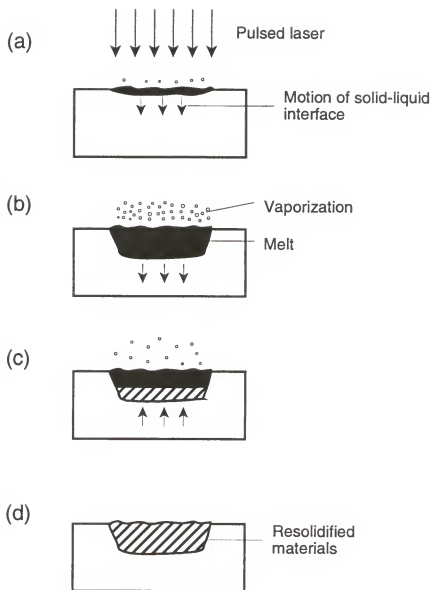 (a)
Pulsed laser
Motion of solid-liquid
interface
(b)
Vaporization
Melt
(c)
(d)
Resolidified
materials